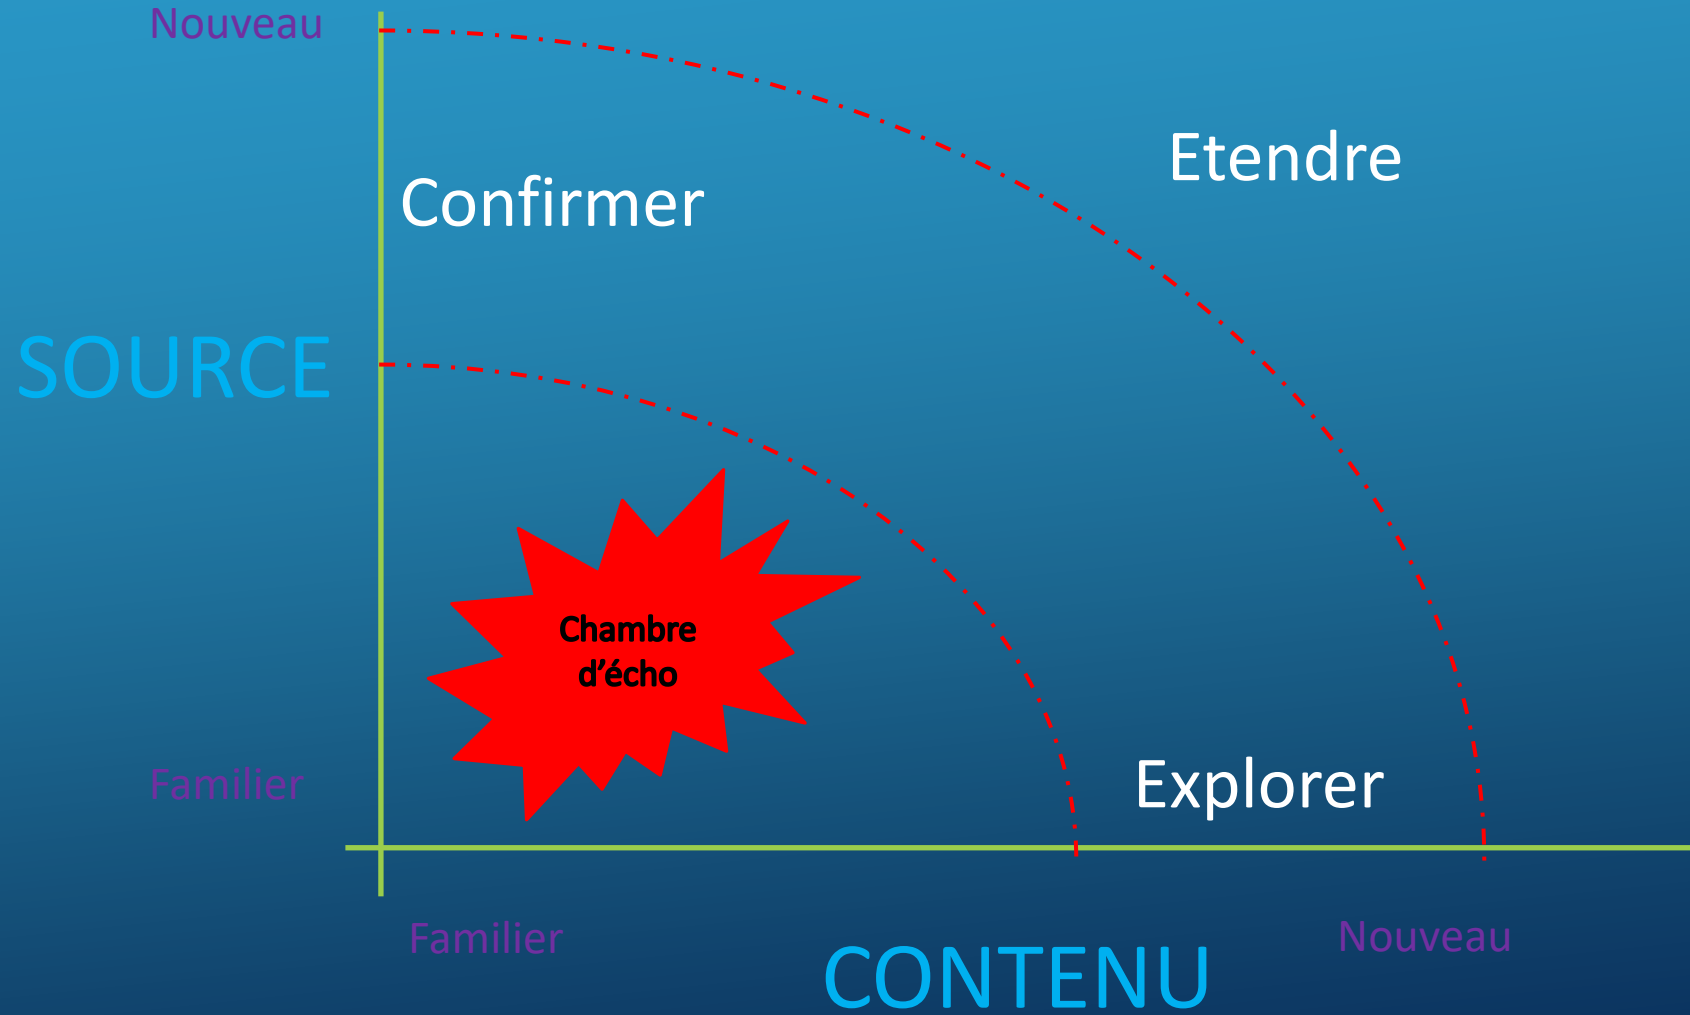 Nouveau
Etendre
Confirmer
SOURCE
Chambre
d’écho
Familier
Explorer
Familier
Nouveau
CONTENU